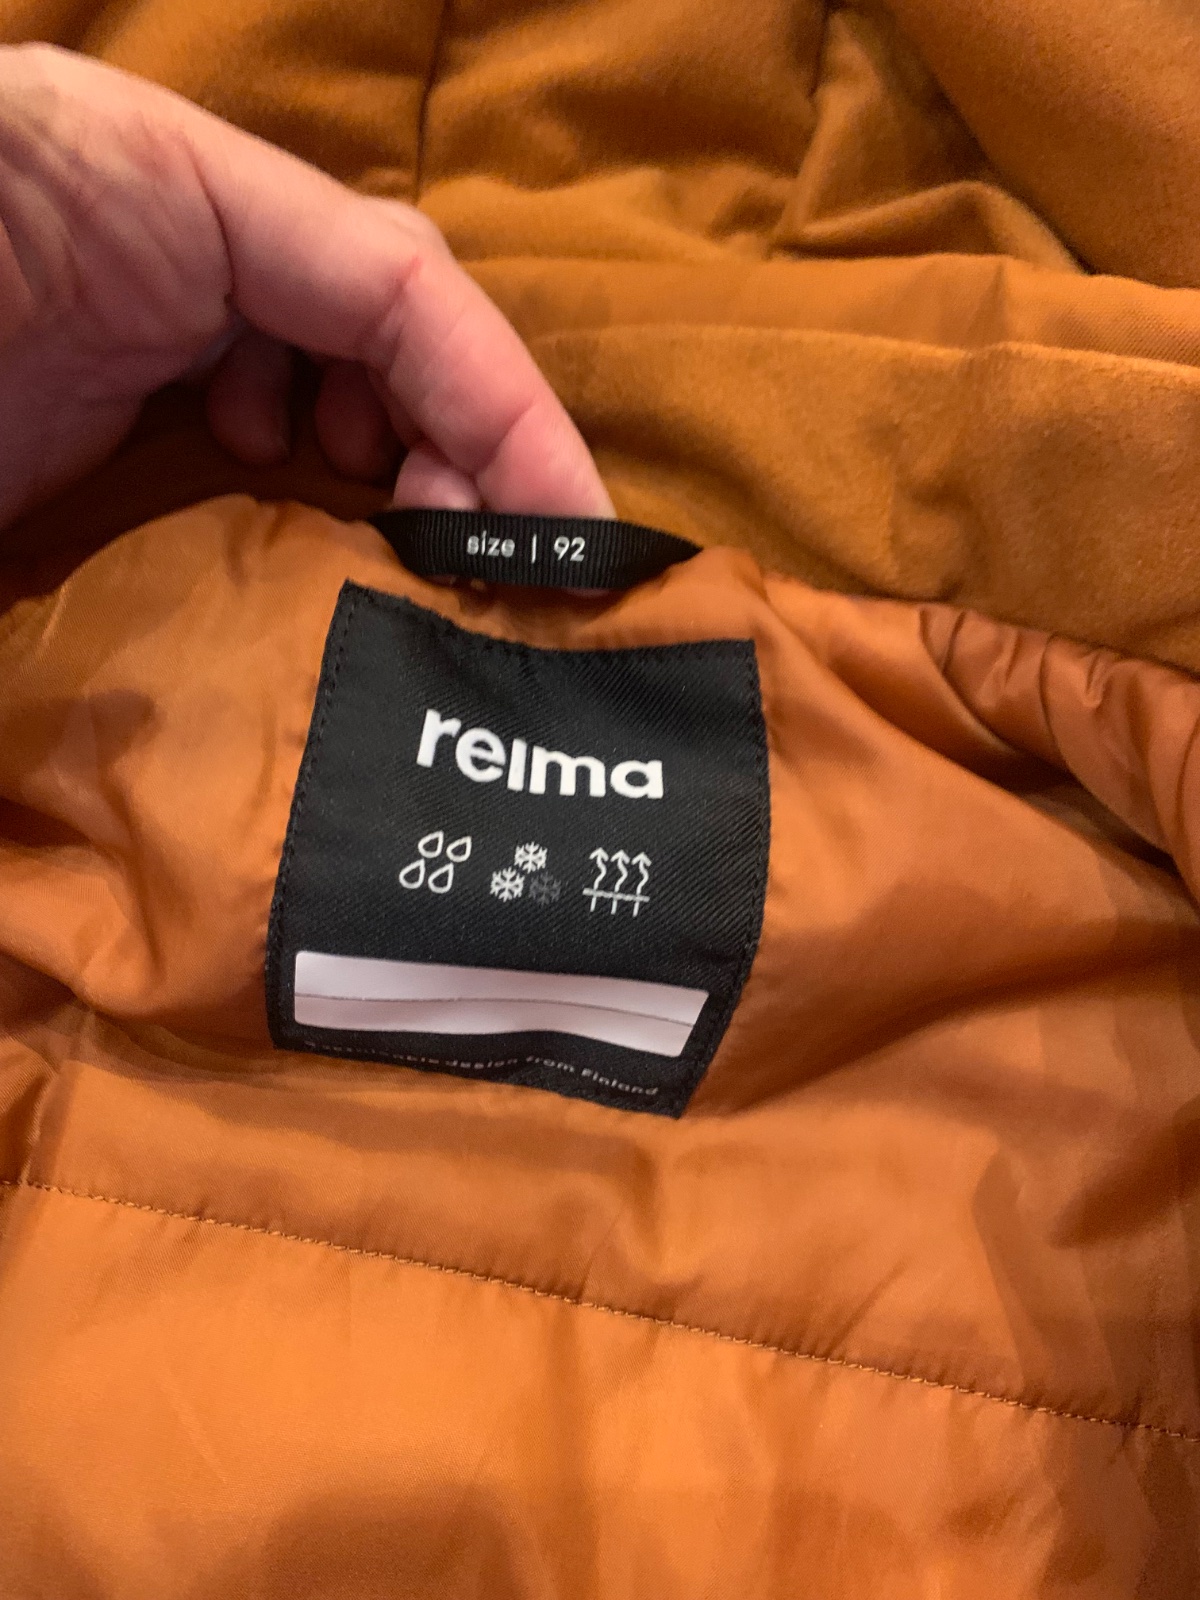 size | 92
reima
design from Finland